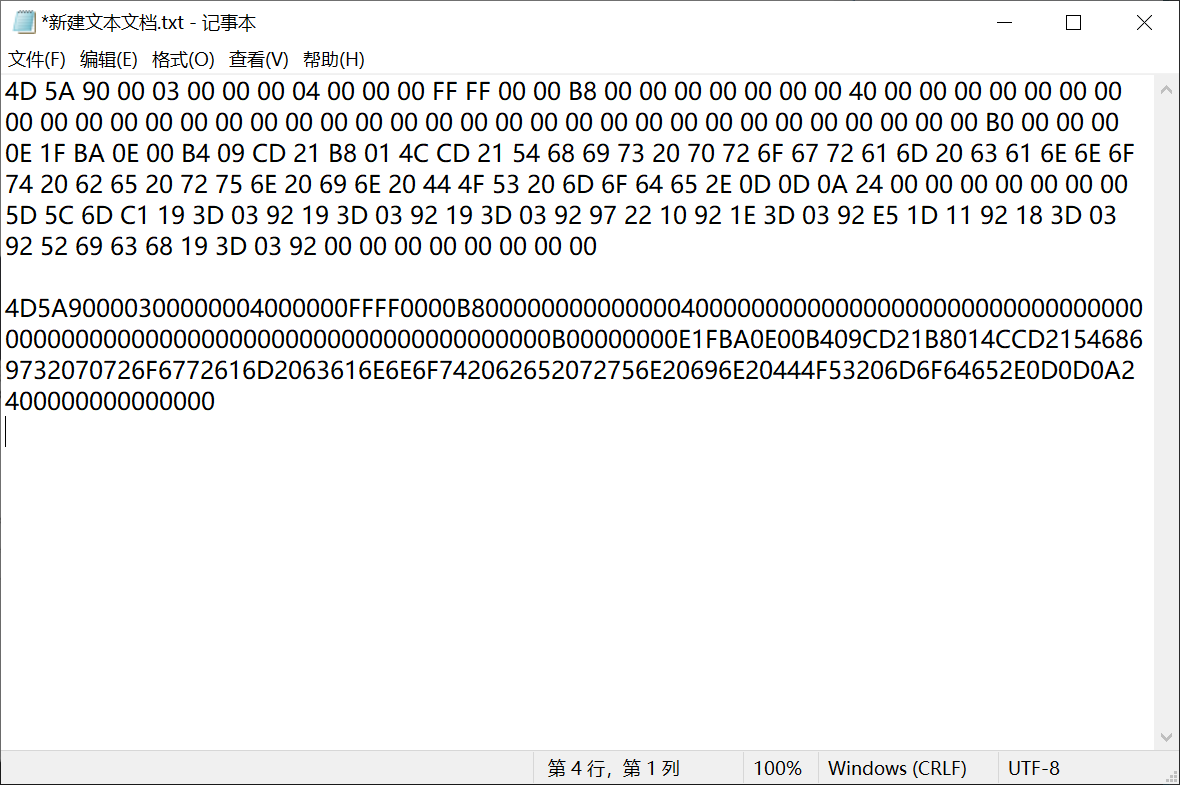 *新建文本文档.txt - 记事本
文件(F) 编辑(E) 格式(O) 查看(V) 帮助(H)
4D 5A 90 00 03 00 00 00 04 00 00 00 FF FF 00 00 B8 00 00 00 00 00 00 00 40 00 00 00 00 00 00 00
00 00 00 00 00 00 00 00 00 00 00 00 00 00 00 00 00 00 00 00 00 00 00 00 00 00 00 00 B0 00 00 00
0E 1F BA 0E 00 B4 09 CD 21 B8 01 4C CD 21 54 68 69 73 20 70 72 6F 67 72 61 6D 20 63 61 6E 6E 6F
74 20 62 65 20 72 75 6E 20 69 6E 20 44 4F 53 20 6D 6F 64 65 2E 0D 0D 0A 24 00 00 00 00 00 00 00
5D 5C 6D C1 19 3D 03 92 19 3D 03 92 19 3D 03 92 97 22 10 92 1E 3D 03 92 E5 1D 11 92 18 3D 03
92 52 69 63 68 19 3D 03 92 00 00 00 00 00 00 00 00
4D5A90000300000004000000FFFF0000B800000000000000400000000000000000000000000000000
000000000000000000000000000000000000000B00000000E1FBA0E00B409CD21B8014CCD2154686
9732070726F6772616D2063616E6E6F742062652072756E20696E20444F53206D6F64652E0D0D0A2
400000000000000
第 4 行，第 1 列 100% Windows (CRLF) UTF-8